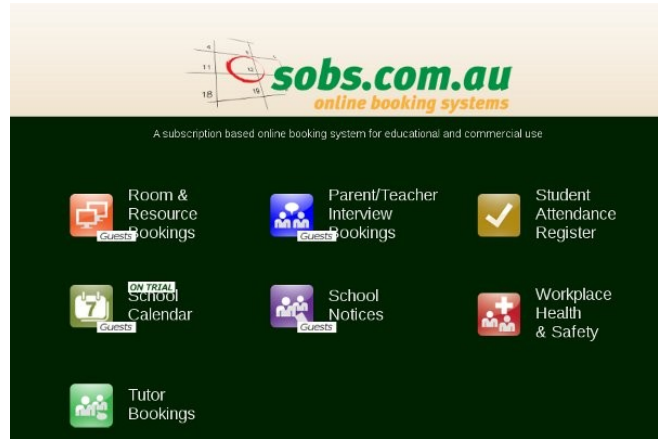 4
5
11
12
18
19
sobs.com.au
online booking systems
A subscription based online booking system for educational and commercial use
Room &
Resource
Bookings
Guests
Parent/Teacher
Interview
Bookings
Guests
Student
Attendance
Register
ON TRIAL
School
Calendar
7
Guests
School
Notices
Guests
Workplace
Health
& Safety
Tutor
Bookings